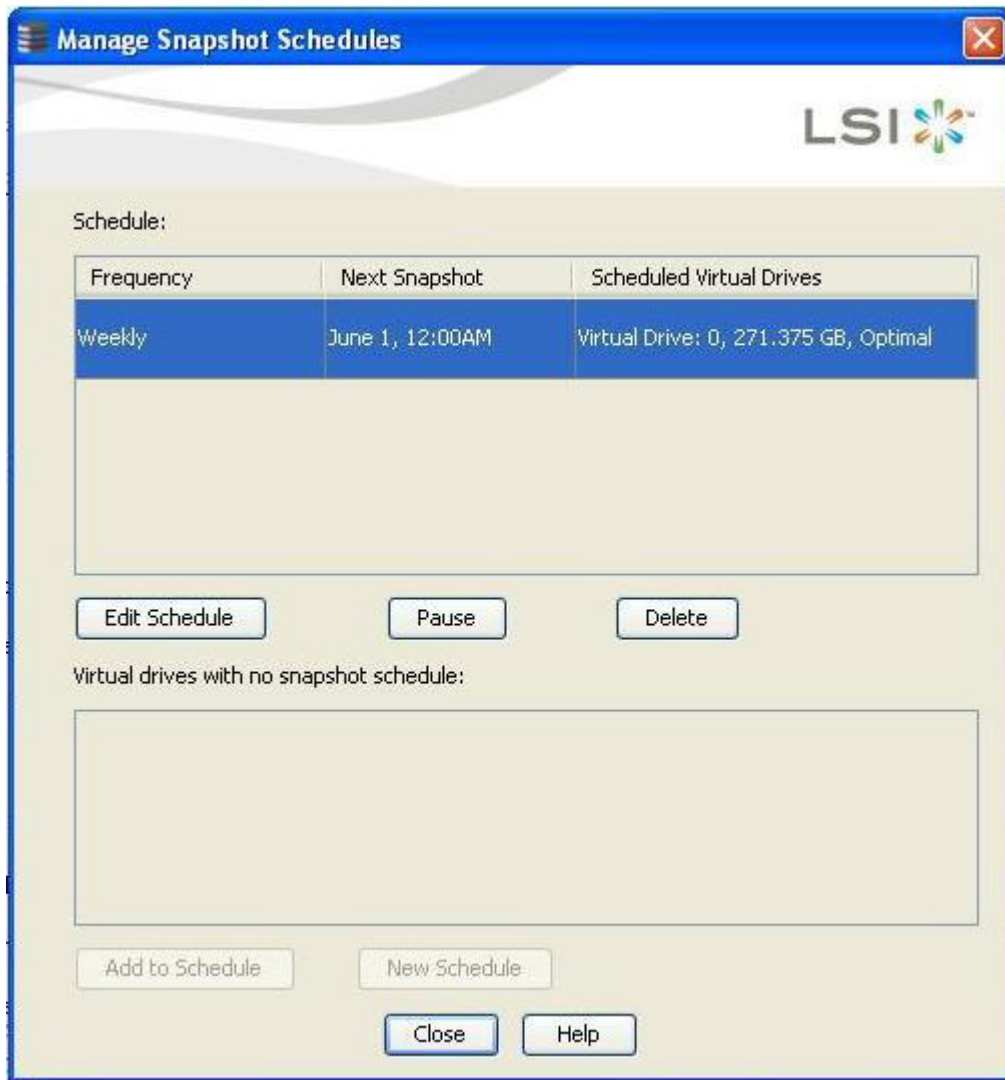 Manage Snapshot Schedules
LSI
Schedule:
Frequency Next Snapshot Scheduled Virtual Drives
Weekly June 1, 12:00AM Virtual Drive: 0, 271.375 GB, Optimal
Edit Schedule Pause Delete
Virtual drives with no snapshot schedule:
Add to Schedule New Schedule
Close Help